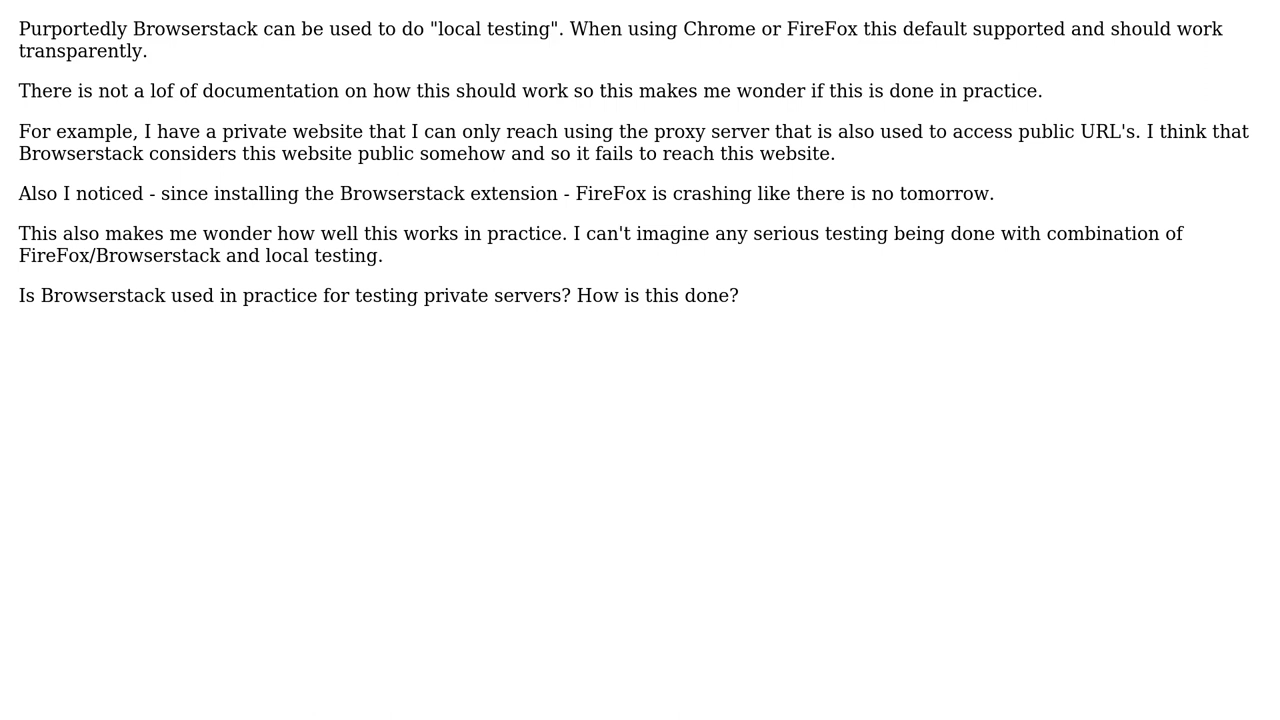 Purportedly Browserstack can be used to do "local testing". When using Chrome or FireFox this default supported and should work
transparently.
There is not a lof of documentation on how this should work so this makes me wonder if this is done in practice.
For example, I have a private website that I can only reach using the proxy server that is also used to access public URL's. I think that
Browserstack considers this website public somehow and so it fails to reach this website.
Also I noticed - since installing the Browserstack extension - FireFox is crashing like there is no tomorrow.
This also makes me wonder how well this works in practice. I can't imagine any serious testing being done with combination of
FireFox/Browserstack and local testing.
Is Browserstack used in practice for testing private servers? How is this done?